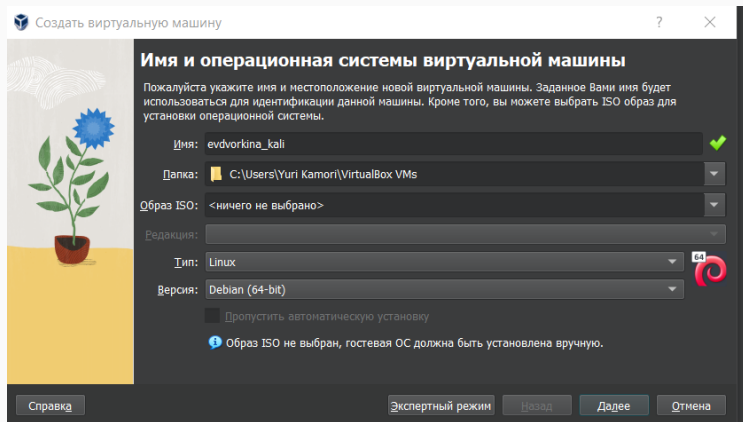 Создать виртуальную машину
?
Имя и операционная системы виртуальной машины
Пожалуйста укажите имя и местоположение новой виртуальной машины. Заданное Вами имя будет
использоваться для идентификации данной машины. Кроме того, вы можете выбрать ISO образ для
установки операционной системы.
Имя: evdvorkina_kali
Папка: C:\Users\Yuri Kamori\VirtualBox VMs
Образ ISO: <ничего не выбрано>
Редакция:
Тип: Linux
64
Версия: Debian (64-bit)
Пропустить автоматическую установку
Образ ISO не выбран, гостевая ОС должна быть установлена вручную.
Справка Экспертный режим Назад Далее Отмена